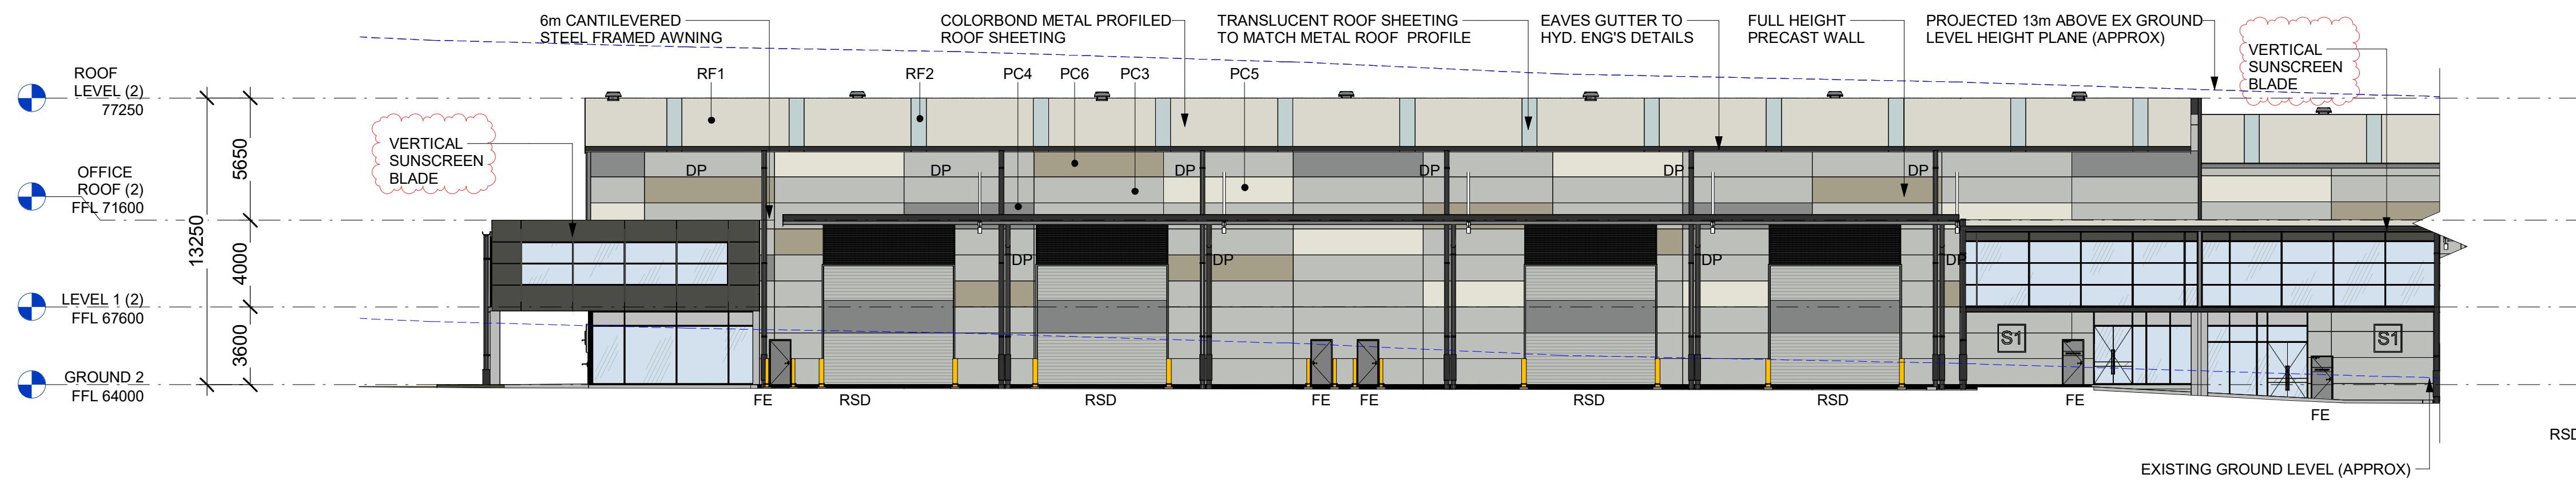 6m CANTILEVERED
STEEL FRAMED AWNING
COLORBOND METAL PROFILED
ROOF SHEETING
TRANSLUCENT ROOF SHEETING
TO MATCH METAL ROOF PROFILE
EAVES GUTTER TO
HYD. ENG'S DETAILS
FULL HEIGHT
PRECAST WALL
PROJECTED 13m ABOVE EX GROUND
LEVEL HEIGHT PLANE (APPROX)
VERTICAL
SUNSCREEN
BLADE
ROOF
LEVEL (2)
77250
RF1
RF2
PC4
PC6
PC3
PC5
VERTICAL
SUNSCREEN
BLADE
OFFICE
ROOF (2)
FFL 71600
5650
13250
4000
3600
DP
DP
DP
DP
DP
DP
DP
DP
DP
DP
LEVEL 1 (2)
FFL 67600
S1
S1
GROUND 2
FFL 64000
FE
RSD
RSD
FE
FE
RSD
RSD
FE
FE
RSD
EXISTING GROUND LEVEL (APPROX)